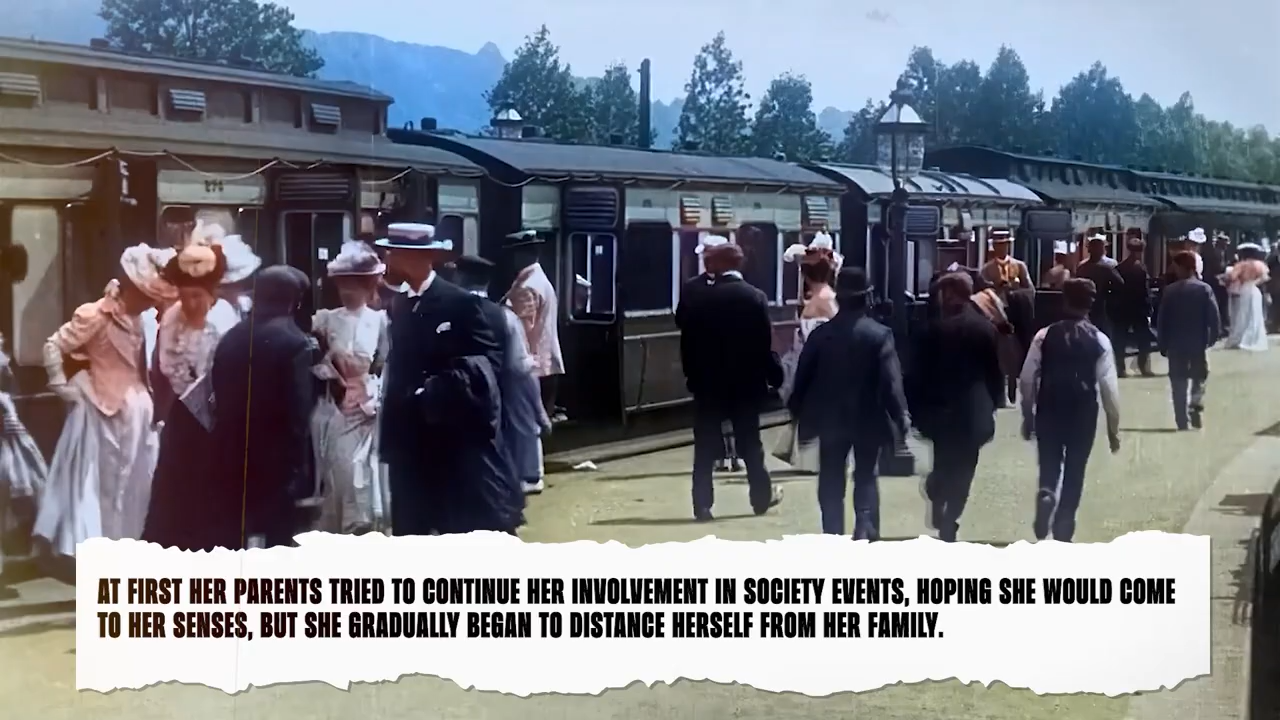 AT FIRST HER PARENTS TRIED TO CONTINUE HER INVOLVEMENT IN SOCIETY EVENTS, HOPING SHE WOULD COME
TO HER SENSES, BUT SHE GRADUALLY BEGAN TO DISTANCE HERSELF FROM HER FAMILY.